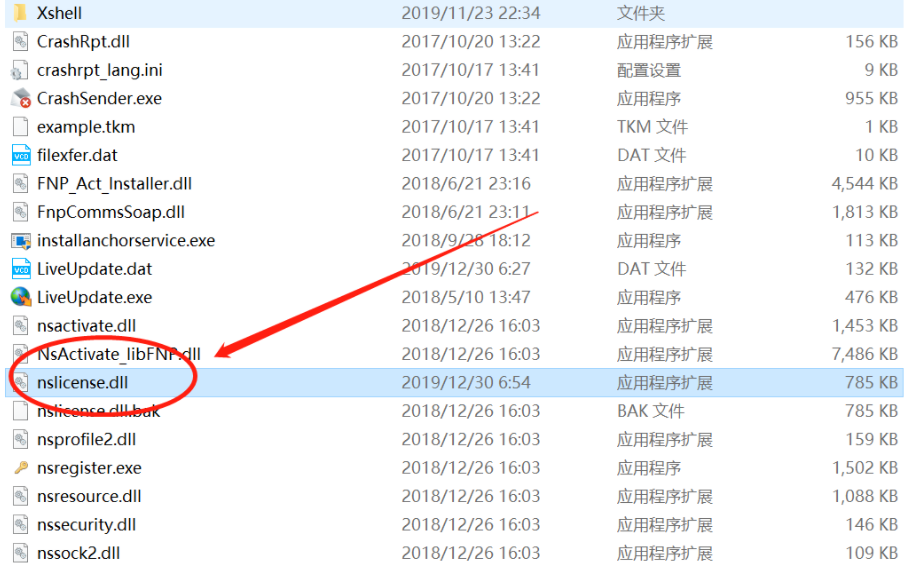 Xshell 2019/11/23 22:34 文件夹
CrashRpt.dll 2017/10/20 13:22 应用程序扩展 156 KB
crashrpt_lang.ini 2017/10/17 13:41 配置设置 9 KB
CrashSender.exe 2017/10/20 13:22 应用程序 955 KB
example.tkm 2017/10/17 13:41 TKM 文件 1 KB
filexfer.dat 2017/10/17 13:41 DAT 文件 10 KB
FNP_Act_Installer.dll 2018/6/21 23:16 应用程序扩展 4,544 KB
FnpCommsSoap.dll 2018/6/21 23:11 应用程序扩展 1,813 KB
installanchorservice.exe 2018/9/28 18:12 应用程序 113 KB
LiveUpdate.dat 2019/12/30 6:27 DAT 文件 132 KB
LiveUpdate.exe 2018/5/10 13:47 应用程序 476 KB
nsactivate.dll 2018/12/26 16:03 应用程序扩展 1,453 KB
NsActivate_libFNP.dll 2018/12/26 16:03 应用程序扩展 7,486 KB
nslicense.dll 2019/12/30 6:54 应用程序扩展 785 KB
nslicense.dll.bak 2018/12/26 16:03 BAK 文件 785 KB
nsprofile2.dll 2018/12/26 16:03 应用程序扩展 159 KB
nsregister.exe 2018/12/26 16:03 应用程序 1,502 KB
nsresource.dll 2018/12/26 16:03 应用程序扩展 1,088 KB
nssecurity.dll 2018/12/26 16:03 应用程序扩展 146 KB
nssock2.dll 2018/12/26 16:03 应用程序扩展 109 KB